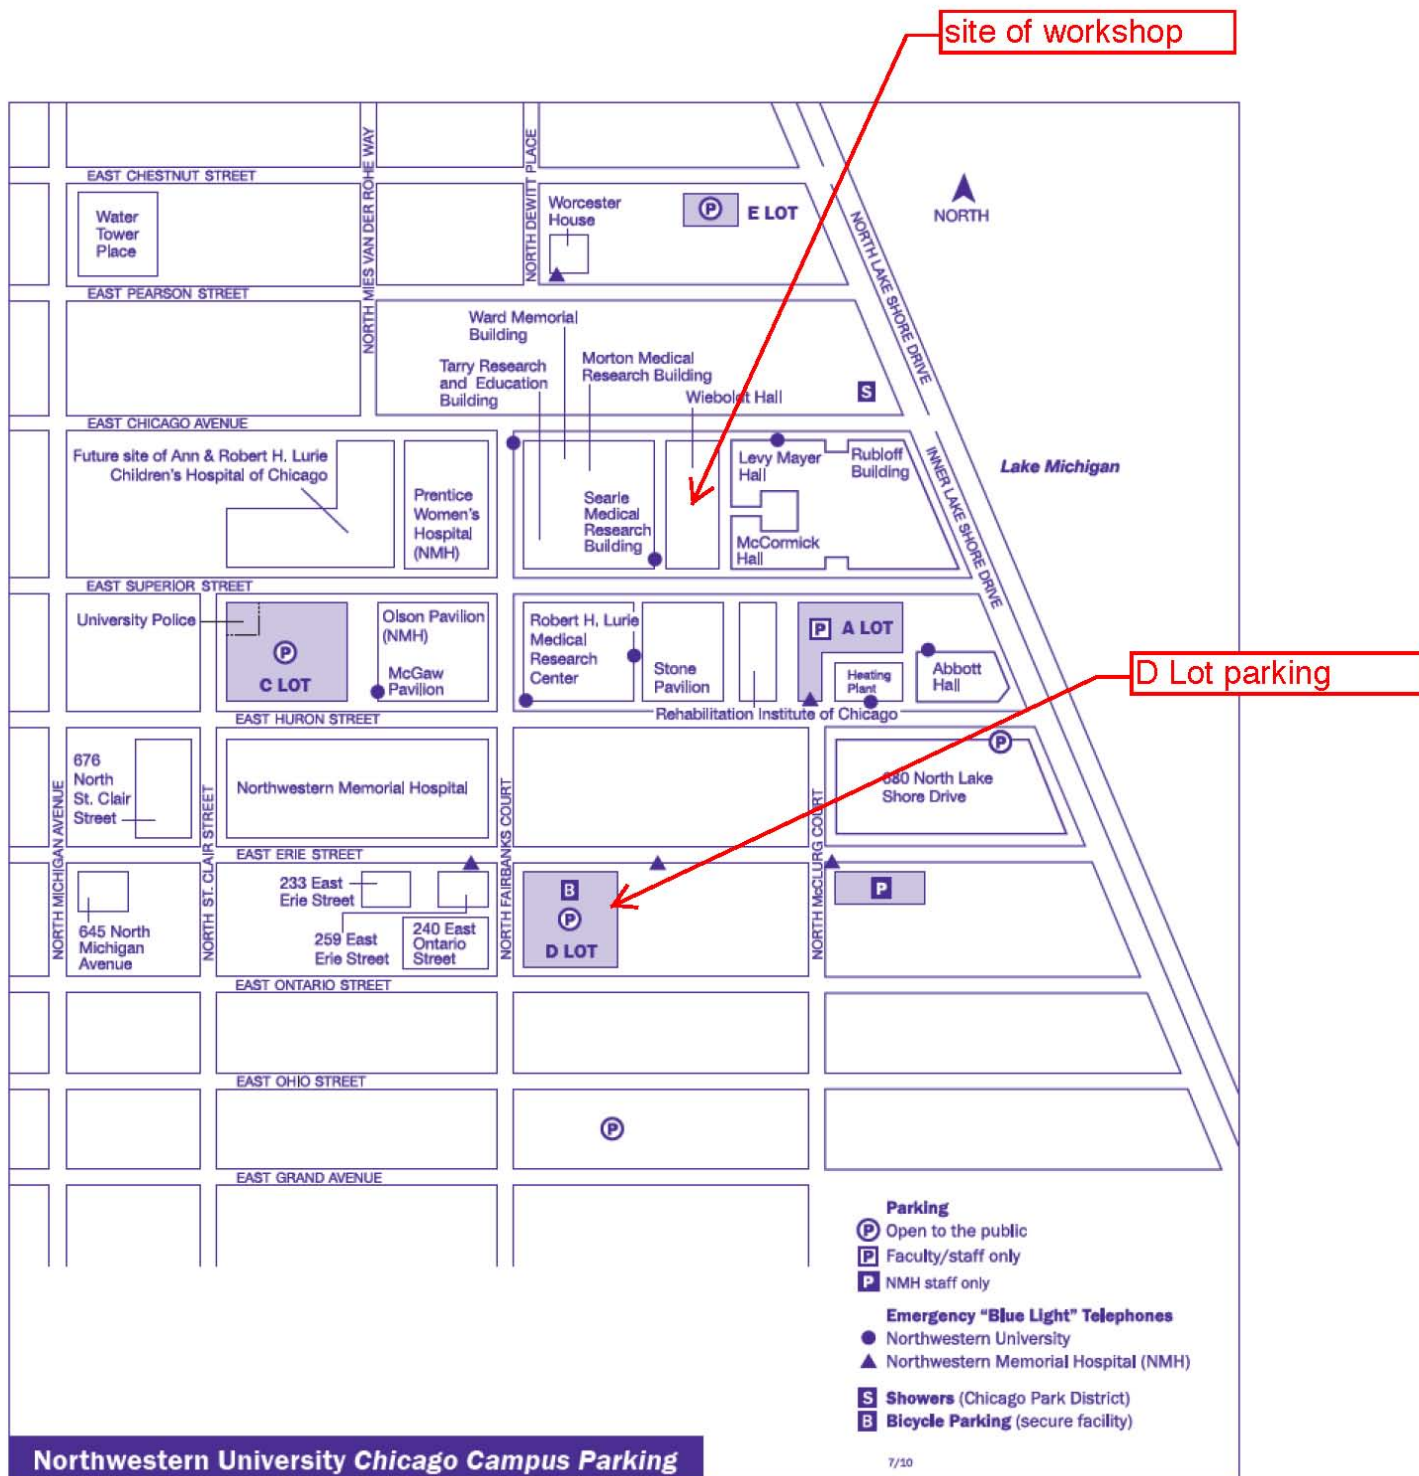 site of workshop
EAST CHESTNUT STREET
NORTH MIES VAN DER ROHE WAY
NORTH DEWITT PLACE
Water
Tower
Place
Worcester
House
P
E LOT
NORTH
NORTH LAKE SHORE DRIVE
EAST PEARSON STREET
Ward Memorial
Building
Tarry Research
and Education
Building
Morton Medical
Research Building
Wieboldt Hall
S
EAST CHICAGO AVENUE
Future site of Ann & Robert H. Lurie
Children's Hospital of Chicago
Prentice
Women's
Hospital
(NMH)
Searle
Medical
Research
Building
Levy Mayer
Hall
Rubloff
Building
McCormick
Hall
INNER LAKE SHORE DRIVE
Lake Michigan
EAST SUPERIOR STREET
University Police
P
C LOT
Olson Pavilion
(NMH)
McGaw
Pavilion
Robert H. Lurie
Medical
Research
Center
Stone
Pavilion
P
A LOT
Heating
Plant
Abbott
Hall
D Lot parking
EAST HURON STREET
Rehabilitation Institute of Chicago
676
North
St. Clair
Street
Northwestern Memorial Hospital
P
680 North Lake
Shore Drive
NORTH MICHIGAN AVENUE
NORTH ST. CLAIR STREET
NORTH FAIRBANKS COURT
NORTH McCLURG COURT
EAST ERIE STREET
645 North
Michigan
Avenue
233 East
Erie Street
259 East
Erie Street
240 East
Ontario
Street
B
P
D LOT
P
EAST ONTARIO STREET
EAST OHIO STREET
P
EAST GRAND AVENUE
Parking
P Open to the public
P Faculty/staff only
P NMH staff only
Emergency “Blue Light” Telephones
Northwestern University
Northwestern Memorial Hospital (NMH)
S Showers (Chicago Park District)
B Bicycle Parking (secure facility)
Northwestern University Chicago Campus Parking
7/10